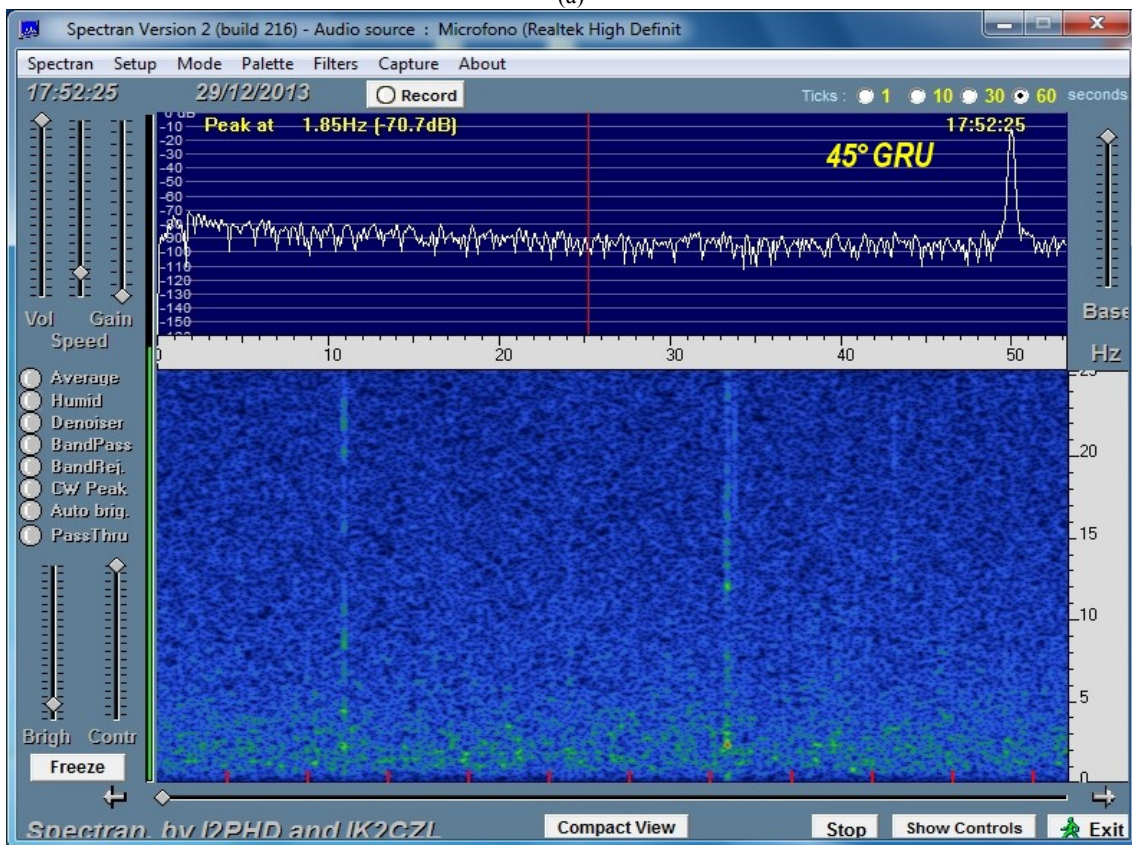 (a)
Spectran Version 2 (build 216) - Audio source : Microfono (Realtek High Definit
Spectran Setup Mode Palette Filters Capture About
17:52:25 29/12/2013 Record Ticks : 1 10 30 60 seconds
0 dB
-10 Peak at 1.85Hz (-70.7dB) 17:52:25
-20
-30 45° GRU
-40
-50
-60
-70
-80
-90
-100
-110
-120
-130
-140
-150
Vol Gain
Speed
Base
0 10 20 30 40 50 Hz
Average
Humid
Denoiser
BandPass
BandRej.
CW Peak
Auto brig.
PassThru
25
20
15
10
5
0
Brigh Contr
Freeze
Spectran, by I2PHD and IK2CZL Compact View Stop Show Controls Exit